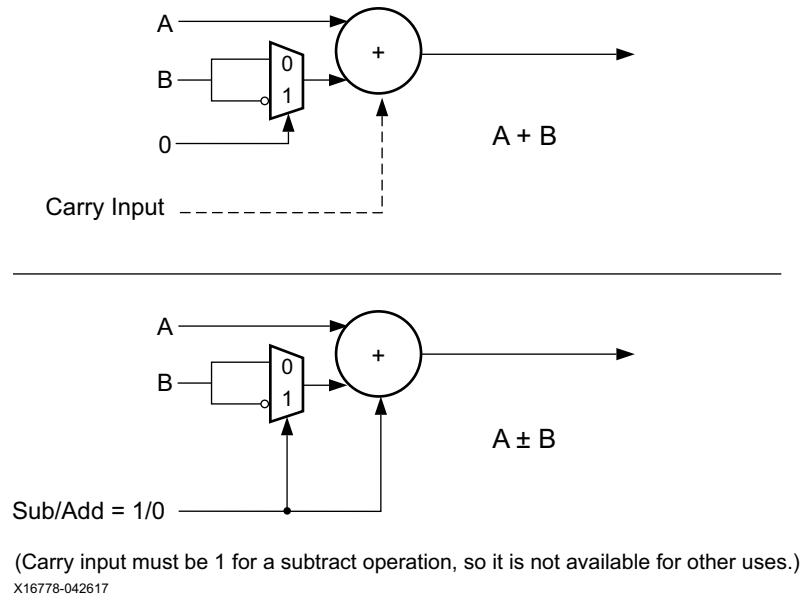 A
B
0
1
+
0
A + B
Carry Input
A
B
0
1
+
A ± B
Sub/Add = 1/0
(Carry input must be 1 for a subtract operation, so it is not available for other uses.)
X16778-042617